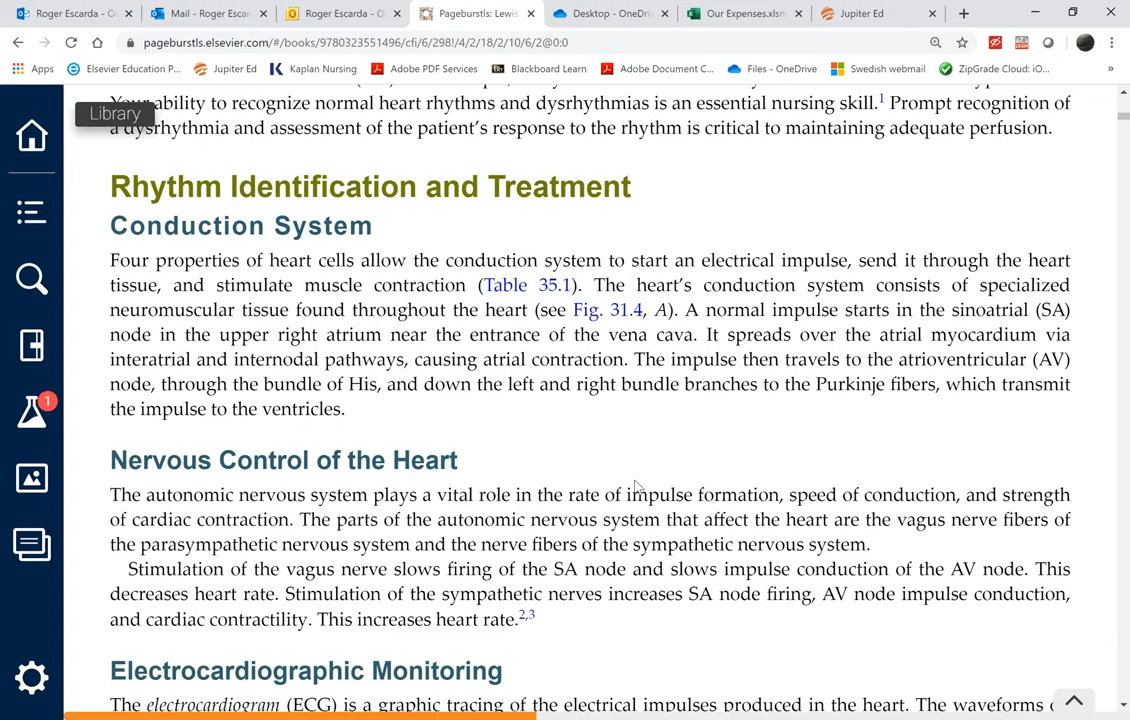 Roger Escarda - O
Mail - Roger Escar
Roger Escarda - O
Pageburstls: Lewis
Desktop - OneDriv
Our Expenses.xlsm
Jupiter Ed
pageburstls.elsevier.com/#/books/9780323551496/cfi/6/298!/4/2/18/2/10/6/2@0:0
Apps
Elsevier Education P...
Jupiter Ed
Kaplan Nursing
Adobe PDF Services
Bb
Blackboard Learn
Adobe Document C...
Files - OneDrive
Swedish webmail
ZipGrade Cloud: iO...
»
Your ability to recognize normal heart rhythms and dysrhythmias is an essential nursing skill.1 Prompt recognition of
Library
a dysrhythmia and assessment of the patient's response to the rhythm is critical to maintaining adequate perfusion.
Rhythm Identification and Treatment
Conduction System
Four properties of heart cells allow the conduction system to start an electrical impulse, send it through the heart
tissue, and stimulate muscle contraction (Table 35.1). The heart's conduction system consists of specialized
neuromuscular tissue found throughout the heart (see Fig. 31.4, A). A normal impulse starts in the sinoatrial (SA)
node in the upper right atrium near the entrance of the vena cava. It spreads over the atrial myocardium via
interatrial and internodal pathways, causing atrial contraction. The impulse then travels to the atrioventricular (AV)
node, through the bundle of His, and down the left and right bundle branches to the Purkinje fibers, which transmit
the impulse to the ventricles.
1
Nervous Control of the Heart
The autonomic nervous system plays a vital role in the rate of impulse formation, speed of conduction, and strength
of cardiac contraction. The parts of the autonomic nervous system that affect the heart are the vagus nerve fibers of
the parasympathetic nervous system and the nerve fibers of the sympathetic nervous system.
Stimulation of the vagus nerve slows firing of the SA node and slows impulse conduction of the AV node. This
decreases heart rate. Stimulation of the sympathetic nerves increases SA node firing, AV node impulse conduction,
and cardiac contractility. This increases heart rate.2,3
Electrocardiographic Monitoring
The electrocardiogram (ECG) is a graphic tracing of the electrical impulses produced in the heart. The waveforms